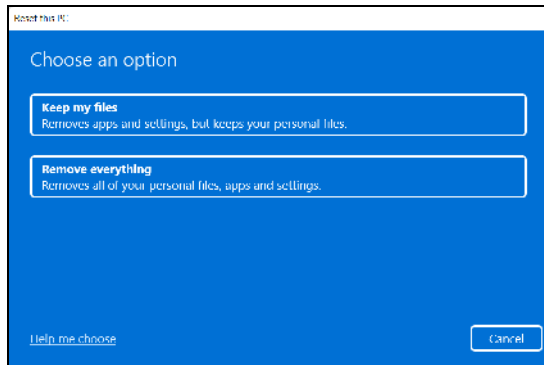 Reset this PC
Choose an option
Keep my files
Removes apps and settings, but keeps your personal files.
Remove everything
Removes all of your personal files, apps and settings.
Help me choose
Cancel